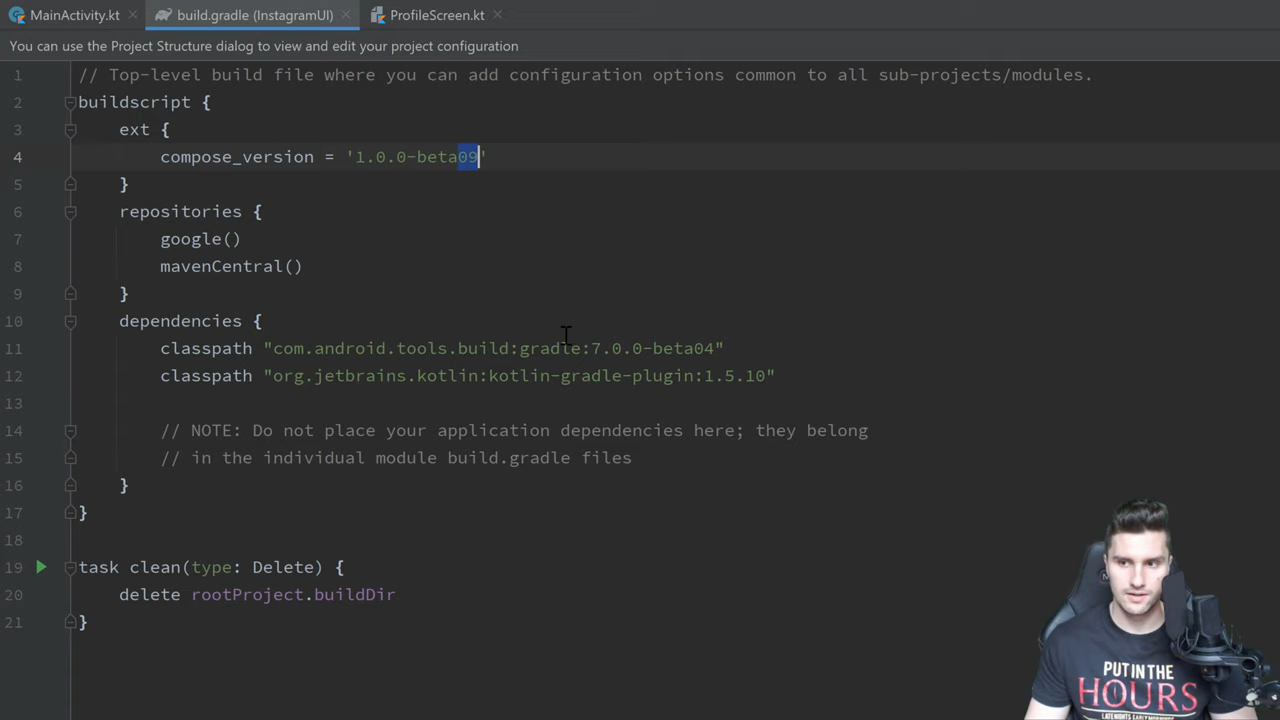 MainActivity.kt
build.gradle (InstagramUI)
ProfileScreen.kt
You can use the Project Structure dialog to view and edit your project configuration
1 // Top-level build file where you can add configuration options common to all sub-projects/modules.
2 buildscript {
3 ext {
4 compose_version = '1.0.0-beta09'
5 }
6 repositories {
7 google()
8 mavenCentral()
9 }
10 dependencies {
11 classpath "com.android.tools.build:gradle:7.0.0-beta04"
12 classpath "org.jetbrains.kotlin:kotlin-gradle-plugin:1.5.10"
13
14 // NOTE: Do not place your application dependencies here; they belong
15 // in the individual module build.gradle files
16 }
17 }
18
19 task clean(type: Delete) {
20 delete rootProject.buildDir
21 }
PUT IN THE
HOURS
LATE NIGHTS EARLY MORNINGS